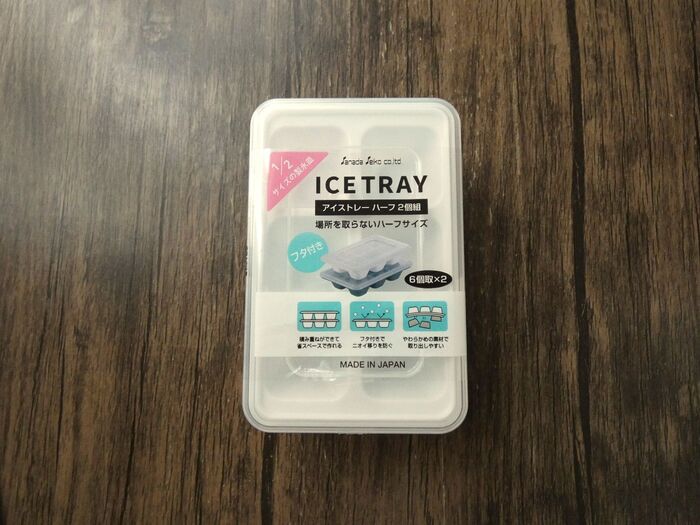 1/2
サイズの製氷皿
Sanada Seiko co.,ltd.
ICE TRAY
アイストレー ハーフ 2個組
場所を取らないハーフサイズ
フタ付き
6個取×2
積み重ねができて
省スペースで作れる
フタ付きで
ニオイ移りを防ぐ
やわらかめの素材で
取り出しやすい
MADE IN JAPAN